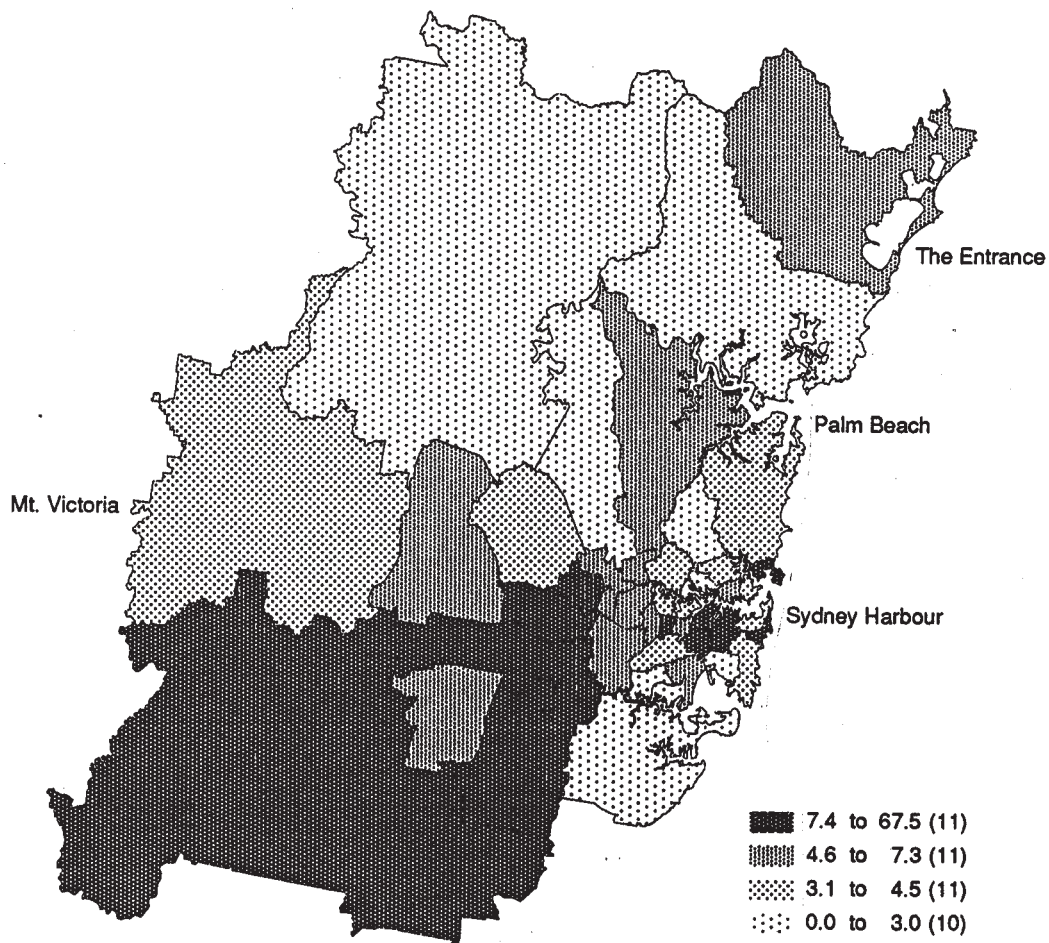 The Entrance
Palm Beach
Mt. Victoria
Sydney Harbour
7.4 to 67.5 (11)
4.6 to 7.3 (11)
3.1 to 4.5 (11)
0.0 to 3.0 (10)